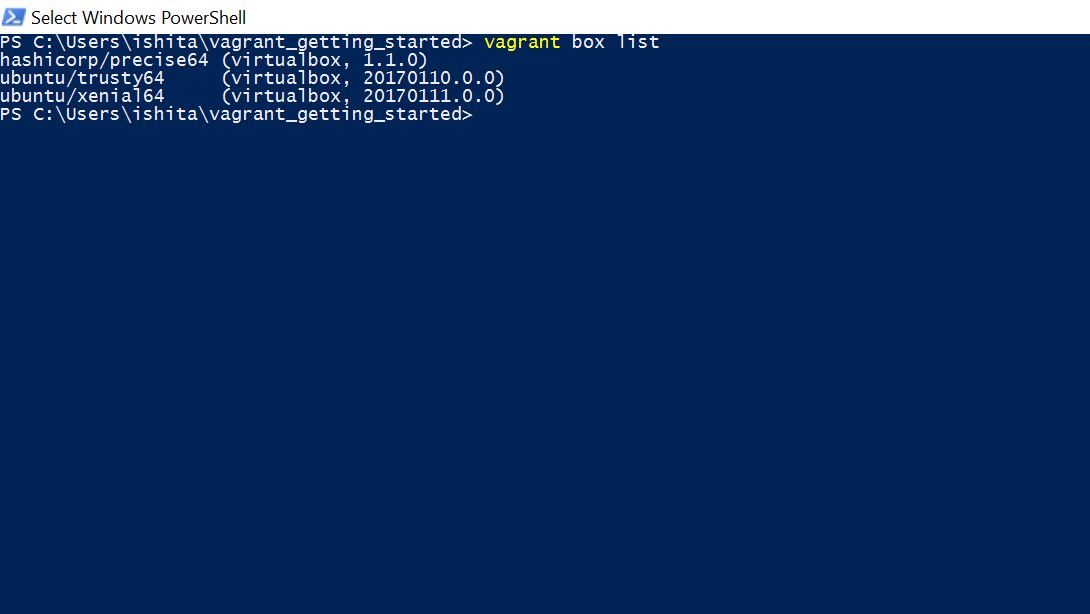 Select Windows PowerShell
PS C:\Users\ishita\vagrant_getting_started> vagrant box list
hashicorp/precise64 (virtualbox, 1.1.0)
ubuntu/trusty64     (virtualbox, 20170110.0.0)
ubuntu/xenial64     (virtualbox, 20170111.0.0)
PS C:\Users\ishita\vagrant_getting_started>